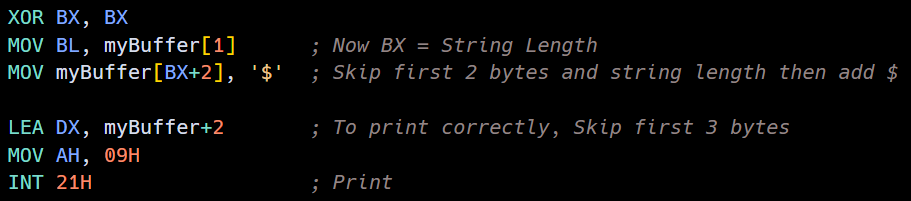 XOR BX, BX
MOV BL, myBuffer[1]      ; Now BX = String Length
MOV myBuffer[BX+2], '$'  ; Skip first 2 bytes and string length then add $
LEA DX, myBuffer+2       ; To print correctly, Skip first 3 bytes
MOV AH, 09H
INT 21H                  ; Print